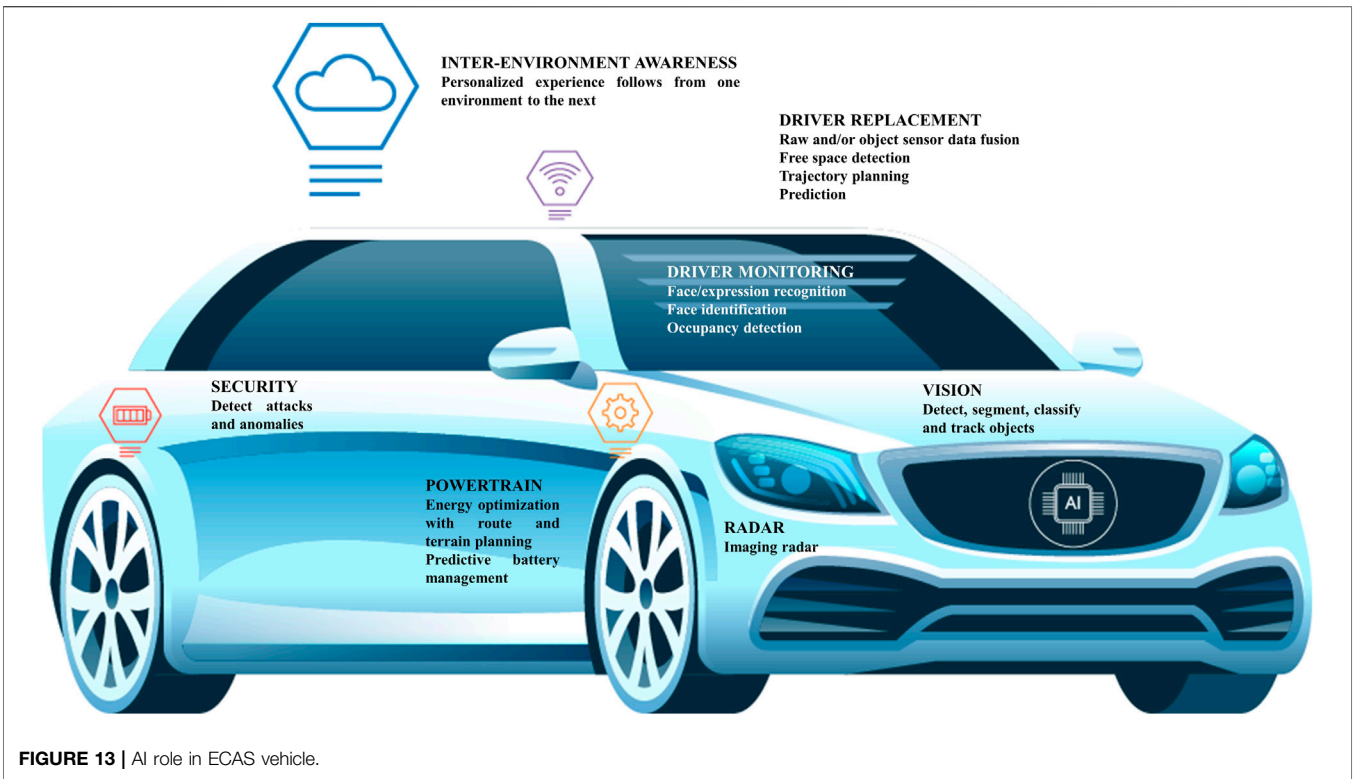 INTER-ENVIRONMENT AWARENESS
Personalized experience follows from one
environment to the next
DRIVER REPLACEMENT
Raw and/or object sensor data fusion
Free space detection
Trajectory planning
Prediction
DRIVER MONITORING
Face/expression recognition
Face identification
Occupancy detection
SECURITY
Detect attacks
and anomalies
VISION
Detect, segment, classify
and track objects
POWERTRAIN
Energy optimization
with route and
terrain planning
Predictive battery
management
RADAR
Imaging radar
AI
FIGURE 13 | AI role in ECAS vehicle.